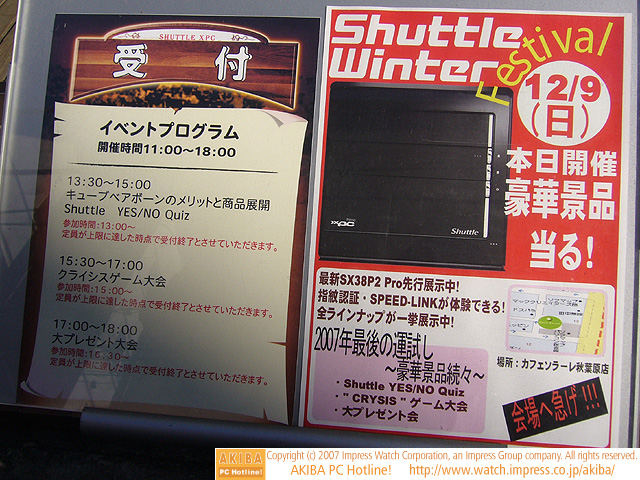 SHUTTLE XPC
受付
イベントプログラム
開催時間11:00〜18:00
13:30〜15:00
キューブベアボーンのメリットと商品展開
Shuttle YES/NO Quiz
参加時間:13:00〜
定員が上限に達した時点で受付終了とさせていただきます。
15:30〜17:00
クライシスゲーム大会
参加時間:15:00〜
定員が上限に達した時点で受付終了とさせていただきます。
17:00〜18:00
大プレゼント大会
参加時間:16:30〜
定員が上限に達した時点で受付終了とさせていただきます。
Shuttle
Winter
Festival
12/9
(日)
本日開催
豪華景品
当る!
XPC
Shuttle
最新SX38P2 Pro先行展示中!
指紋認証・SPEED-LINKが体験できる!
全ラインナップが一挙展示中!
2007年最後の運試し
〜豪華景品続々〜
・Shuttle YES/NO Quiz
・" CRYSIS " ゲーム大会
・大プレゼント会
場所：カフェソラーレ秋葉原店
会場へ急げ!!!
AKIBA
PC Hotline!
Copyright (c) 2007 Impress Watch Corporation, an Impress Group company. All rights reserved.
AKIBA PC Hotline! http://www.watch.impress.co.jp/akiba/